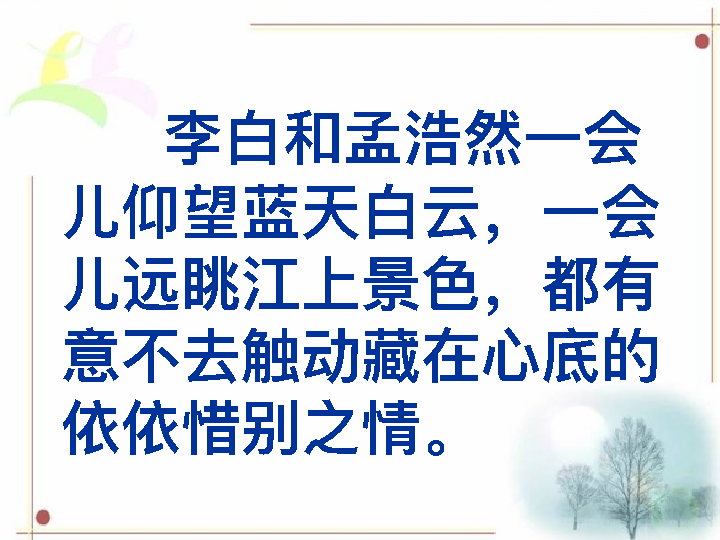 李白和孟浩然一会
儿仰望蓝天白云，一会
儿远眺江上景色，都有
意不去触动藏在心底的
依依惜别之情。